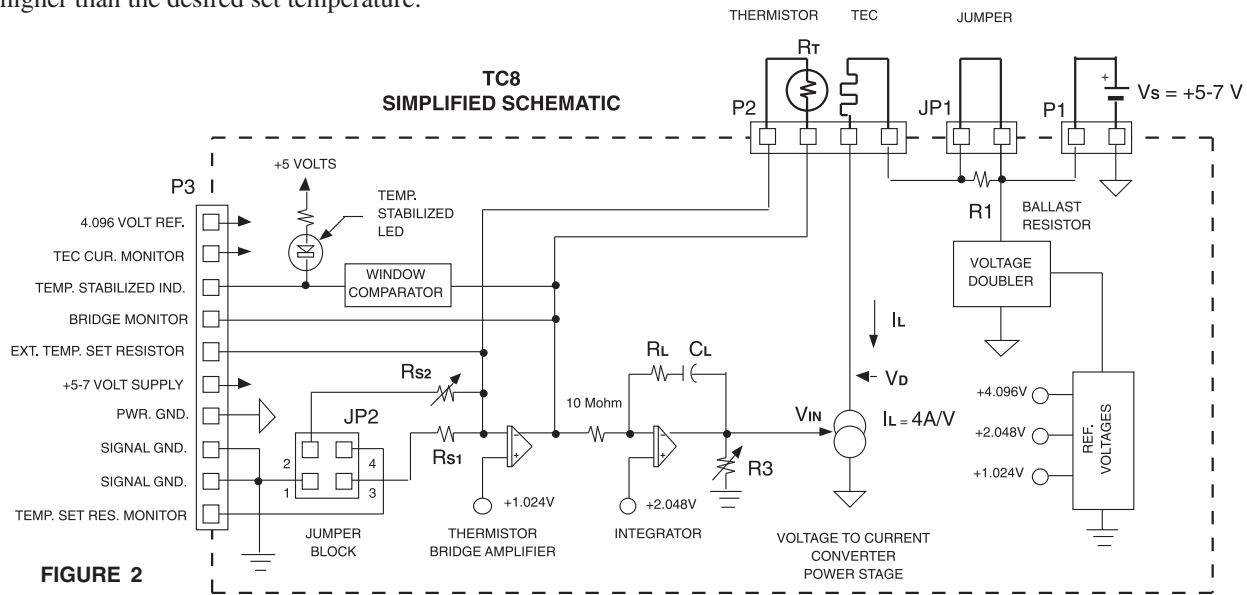 higher than the desired set temperature.
THERMISTOR TEC JUMPER
RT
TC8
SIMPLIFIED SCHEMATIC
P2 JP1 P1 + VS = +5-7 V
+5 VOLTS
P3
TEMP.
STABILIZED
LED
R1
BALLAST
RESISTOR
4.096 VOLT REF.
TEC CUR. MONITOR
TEMP. STABILIZED IND.
BRIDGE MONITOR
EXT. TEMP. SET RESISTOR
+5-7 VOLT SUPPLY
PWR. GND.
SIGNAL GND.
SIGNAL GND.
TEMP. SET RES. MONITOR
WINDOW
COMPARATOR
VOLTAGE
DOUBLER
IL
RL CL
VD
RS2
10 Mohm
VIN
IL = 4A/V
JP2
2 4
1 3
RS1
- +
- +
R3
+4.096V
+2.048V
+1.024V
REF.
VOLTAGES
+1.024V
+2.048V
JUMPER
BLOCK
THERMISTOR
BRIDGE AMPLIFIER
INTEGRATOR
VOLTAGE TO CURRENT
CONVERTER
POWER STAGE
FIGURE 2